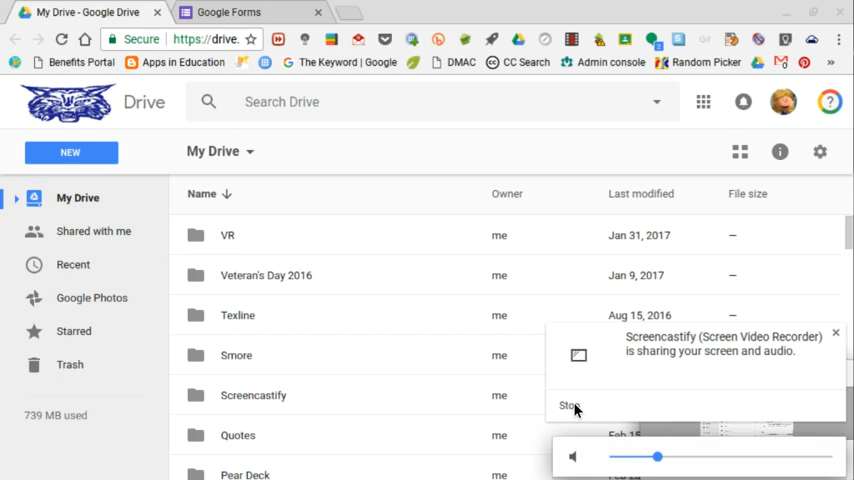 My Drive - Google Drive
Google Forms
Secure
https://drive.
2
Benefits Portal
Apps in Education
The Keyword | Google
DMAC
CC Search
Admin console
Random Picker
Drive
Search Drive
NEW
My Drive
My Drive
Shared with me
Recent
Google Photos
Starred
Trash
739 MB used
Name Owner Last modified File size
VR me Jan 31, 2017 –
Veteran's Day 2016 me Jan 9, 2017 –
Texline me Aug 15, 2016 –
Smore me
Screencastify me
Quotes me Feb 15
Pear Deck me
Screencastify (Screen Video Recorder)
is sharing your screen and audio.
Stop